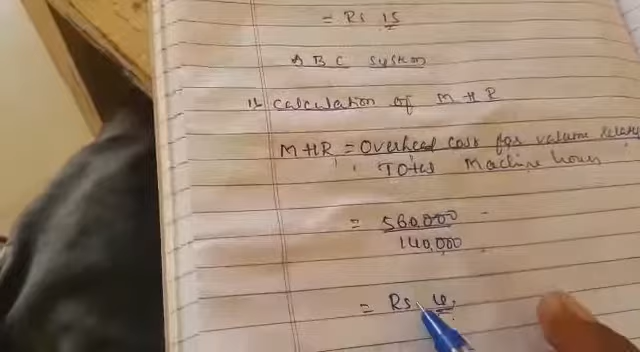 = Rs 15
ABC system
1) Calculation of MHR
MHR = Overhead cost for volume
Total Machine hours
= 560,000
140,000
= Rs 4